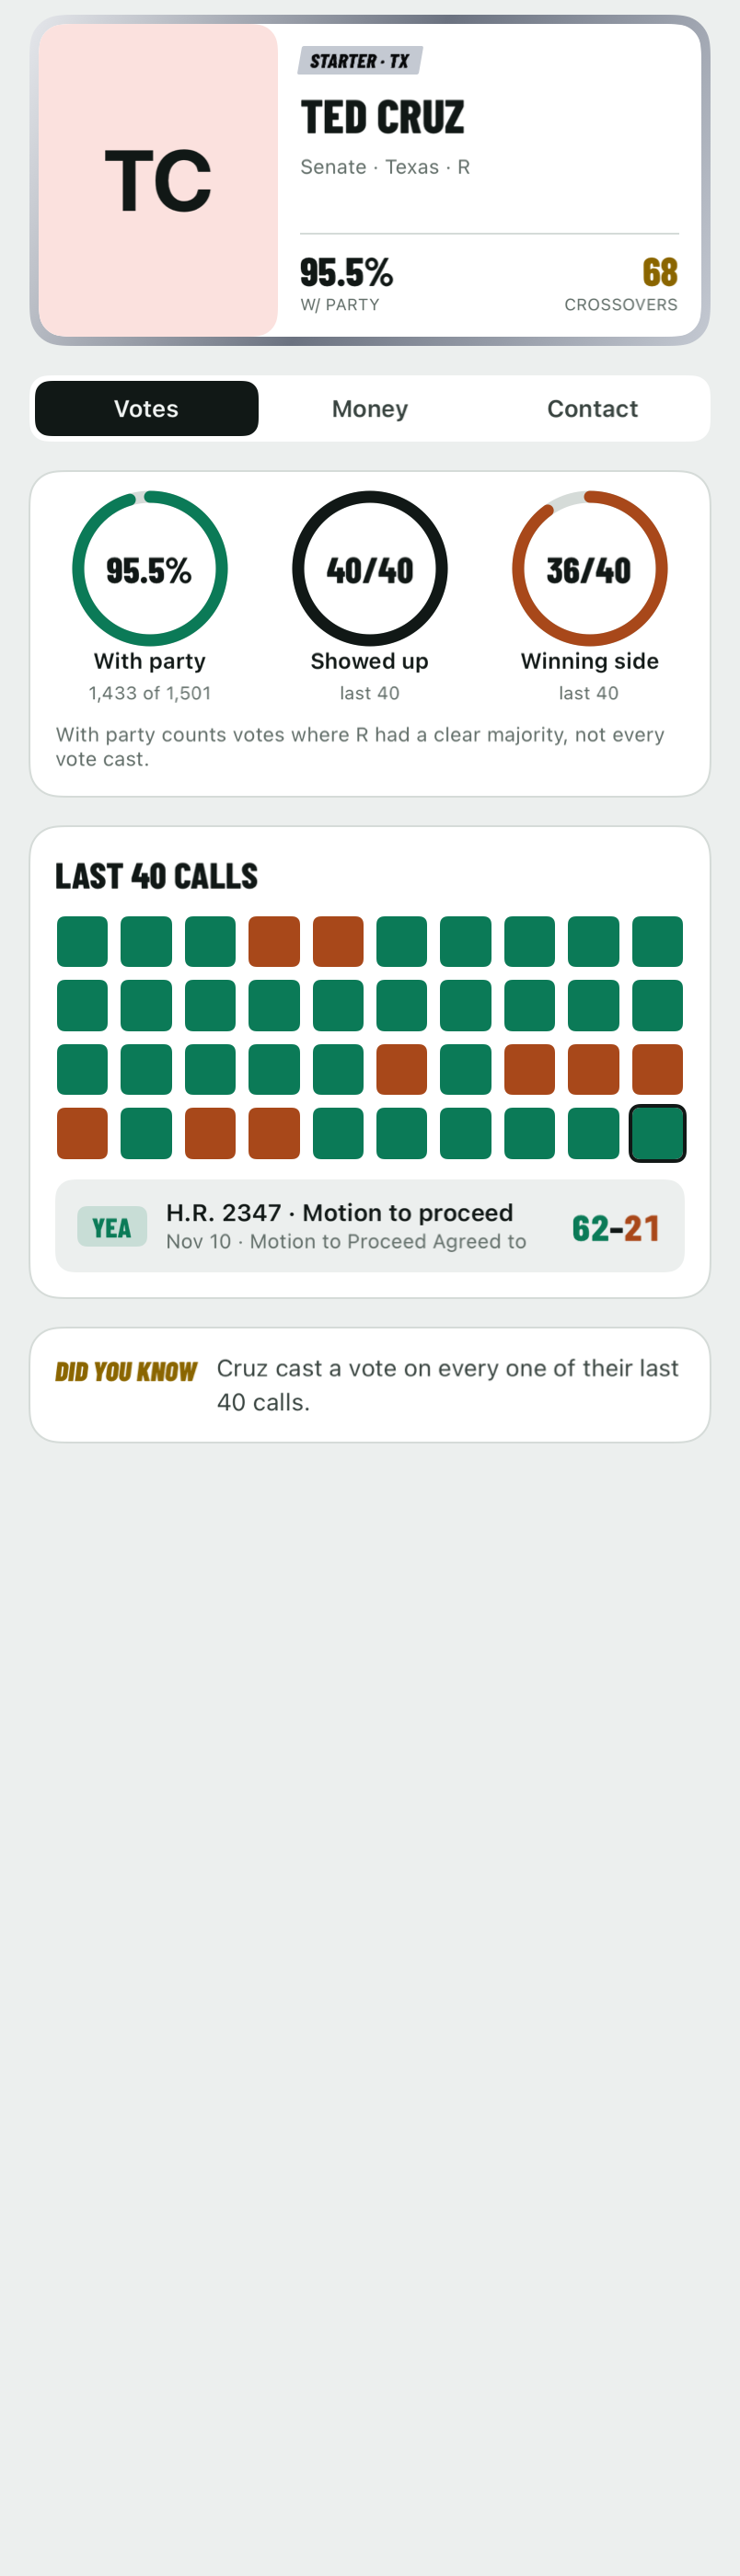 TC
STARTER · TX
TED CRUZ
Senate · Texas · R
95.5%
W/ PARTY
68
CROSSOVERS
Votes
Money
Contact
95.5%
With party
1,433 of 1,501
40/40
Showed up
last 40
36/40
Winning side
last 40
With party counts votes where R had a clear majority, not every
vote cast.
LAST 40 CALLS
YEA
H.R. 2347 · Motion to proceed
Nov 10 · Motion to Proceed Agreed to
62–21
DID YOU KNOW
Cruz cast a vote on every one of their last
40 calls.